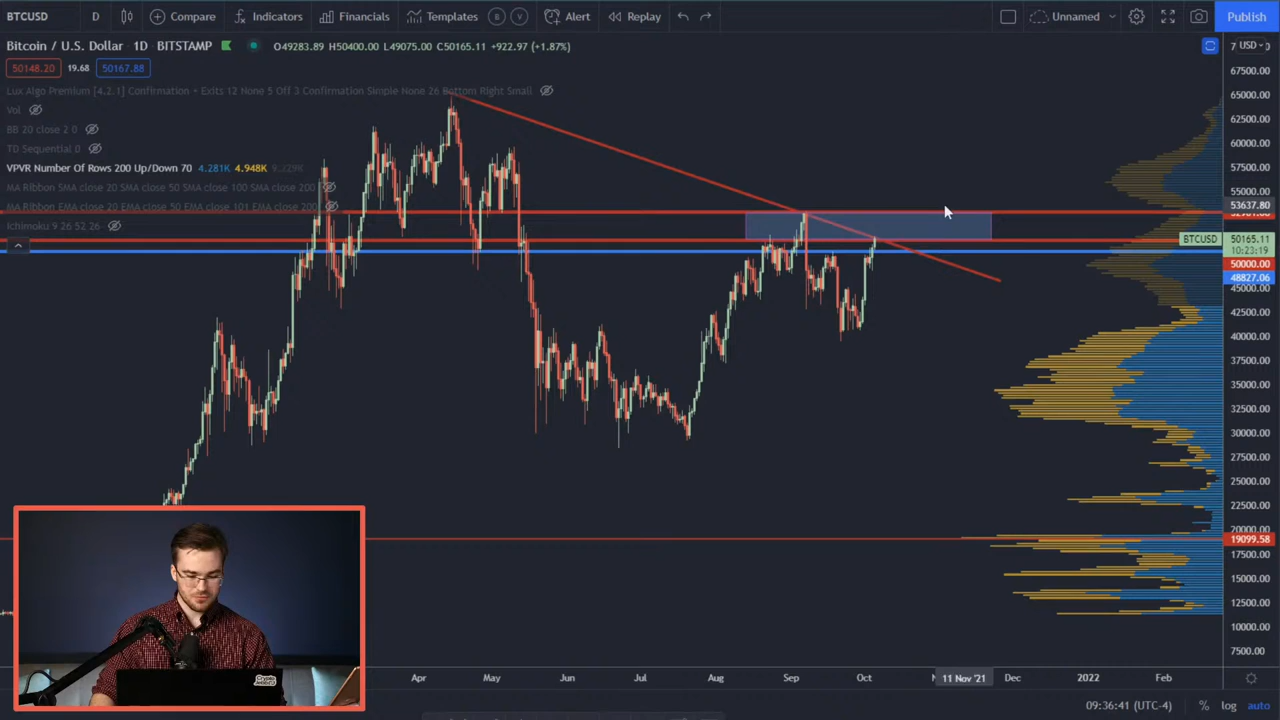 BTCUSD D Compare Indicators Financials Templates B V Alert Replay Unnamed Publish
Bitcoin / U.S. Dollar 1D BITSTAMP O49283.89 H50400.00 L49075.00 C50165.11 +922.97 (+1.87%)
50148.20 19.68 50167.88
Lux Algo Premium [4.2.1] Confirmation + Exits 12 None 5 Off 3 Confirmation Simple None 26 Bottom Right Small
Vol
BB 20 close 2 0
TD Sequential 0
VPVR Number Of Rows 200 Up/Down 70 4.281K 4.948K
MA Ribbon SMA close 20 SMA close 50 SMA close 100 SMA close 200
MA Ribbon EMA close 20 EMA close 50 EMA close 101 EMA close 200
Ichimoku 9 26 52 26
USD
67500.00
65000.00
62500.00
60000.00
57500.00
55000.00
53637.80
BTCUSD 50165.11
10:23:19
50000.00
48827.06
45000.00
42500.00
40000.00
37500.00
35000.00
32500.00
30000.00
27500.00
25000.00
22500.00
20000.00
19099.58
17500.00
15000.00
12500.00
10000.00
7500.00
Crypto Jebb's
Apr May Jun Jul Aug Sep Oct 11 Nov '21 Dec 2022 Feb
09:36:41 (UTC-4) % log auto